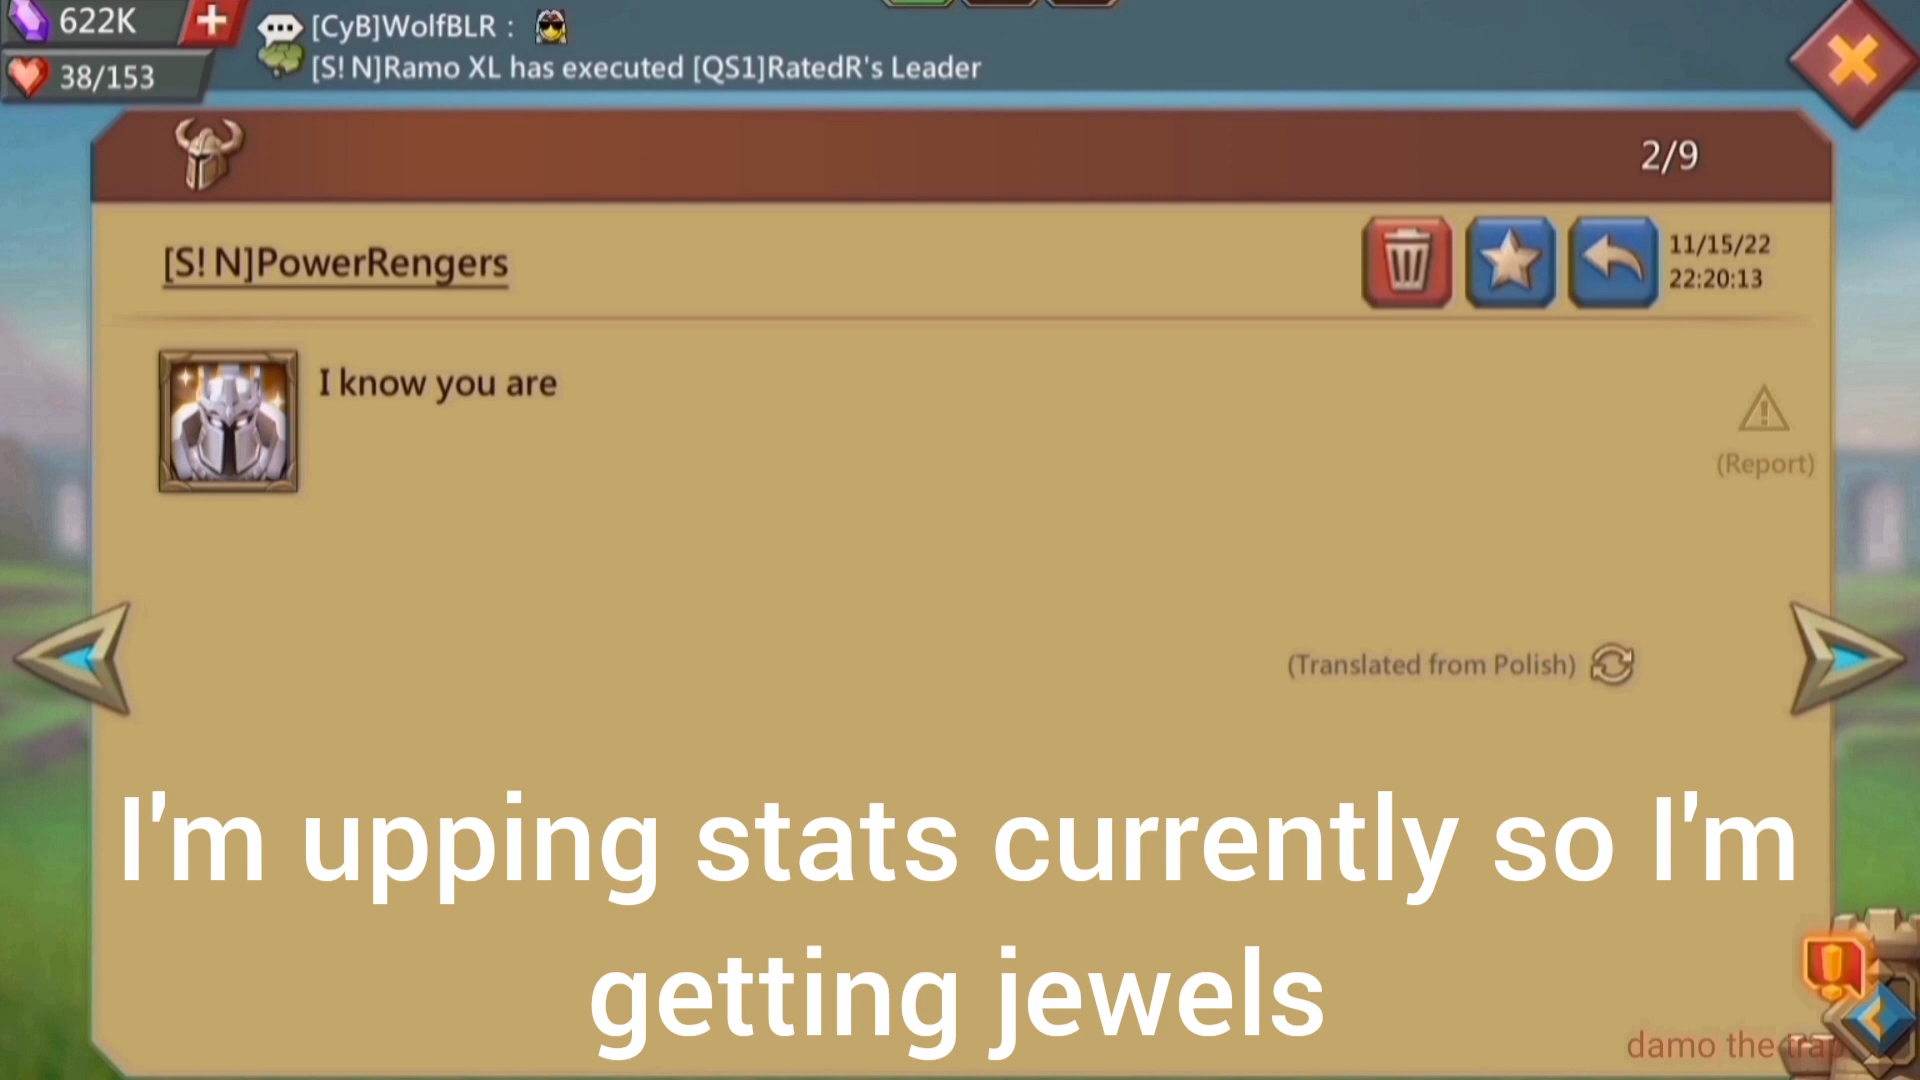 622K
[CyB]WolfBLR :
38/153
[S! N]Ramo XL has executed [QS1]RatedR's Leader
2/9
[S! N]PowerRengers
11/15/22
22:20:13
I know you are
(Report)
(Translated from Polish)
I'm upping stats currently so I'm
getting jewels
damo the trap